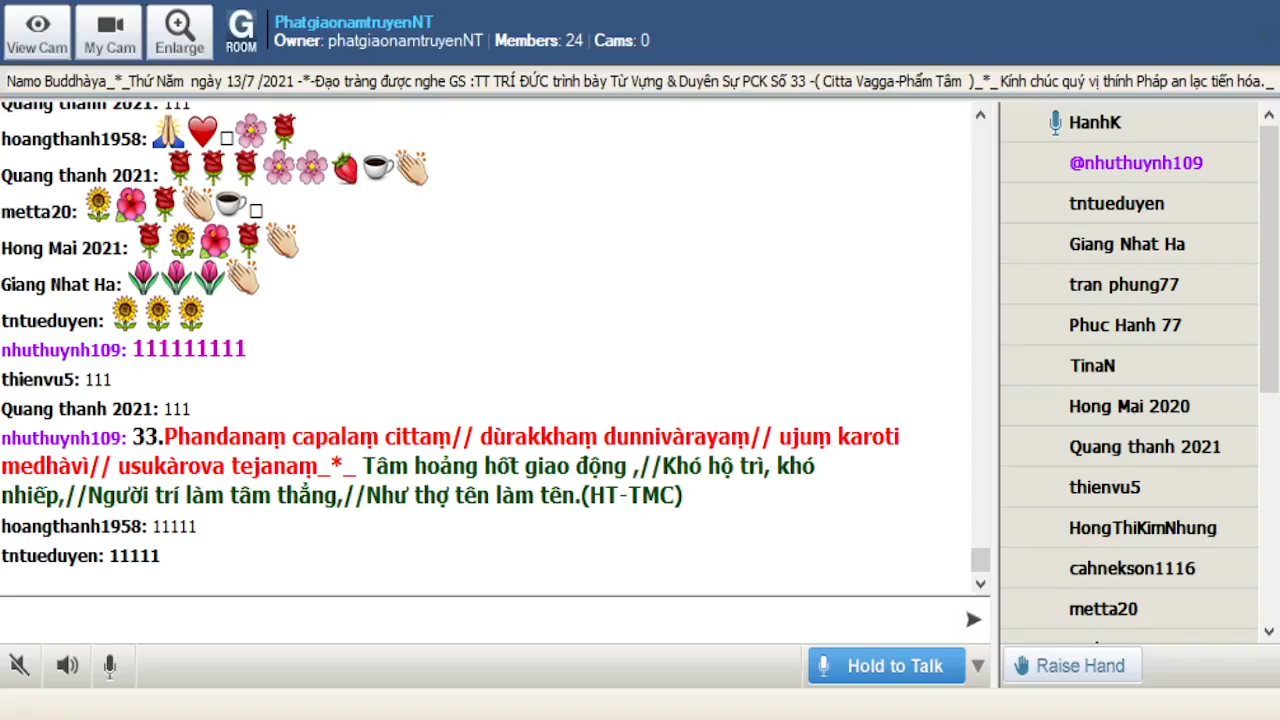 View Cam
My Cam
Enlarge
G
ROOM
PhatgiaonamtruyenNT
Owner: phatgiaonamtruyenNT | Members: 24 | Cams: 0
Namo Buddhàya_*_Thứ Năm ngày 13/7 /2021 -*-Đạo tràng được nghe GS :TT TRÍ ĐỨC trình bày Từ Vựng & Duyên Sự PCK Số 33 -( Citta Vagga-Phẩm Tâm )_*_ Kính chúc quý vị thính Pháp an lạc tiến hóa._
Quang thanh 2021: 111
hoangthanh1958:
Quang thanh 2021:
metta20:
Hong Mai 2021:
Giang Nhat Ha:
tntueduyen:
nhuthuynh109: 111111111
thienvu5: 111
Quang thanh 2021: 111
nhuthuynh109: 33.Phandanaṃ capalaṃ cittaṃ// dùrakkhaṃ dunnivàrayaṃ// ujuṃ karoti
medhàvì// usukàrova tejanaṃ_*_ Tâm hoảng hốt giao động ,//Khó hộ trì, khó
nhiếp,//Người trí làm tâm thẳng,//Như thợ tên làm tên.(HT-TMC)
hoangthanh1958: 11111
tntueduyen: 11111
Hold to Talk
HanhK
@nhuthuynh109
tntueduyen
Giang Nhat Ha
tran phung77
Phuc Hanh 77
TinaN
Hong Mai 2020
Quang thanh 2021
thienvu5
HongThiKimNhung
cahnekson1116
metta20
Raise Hand